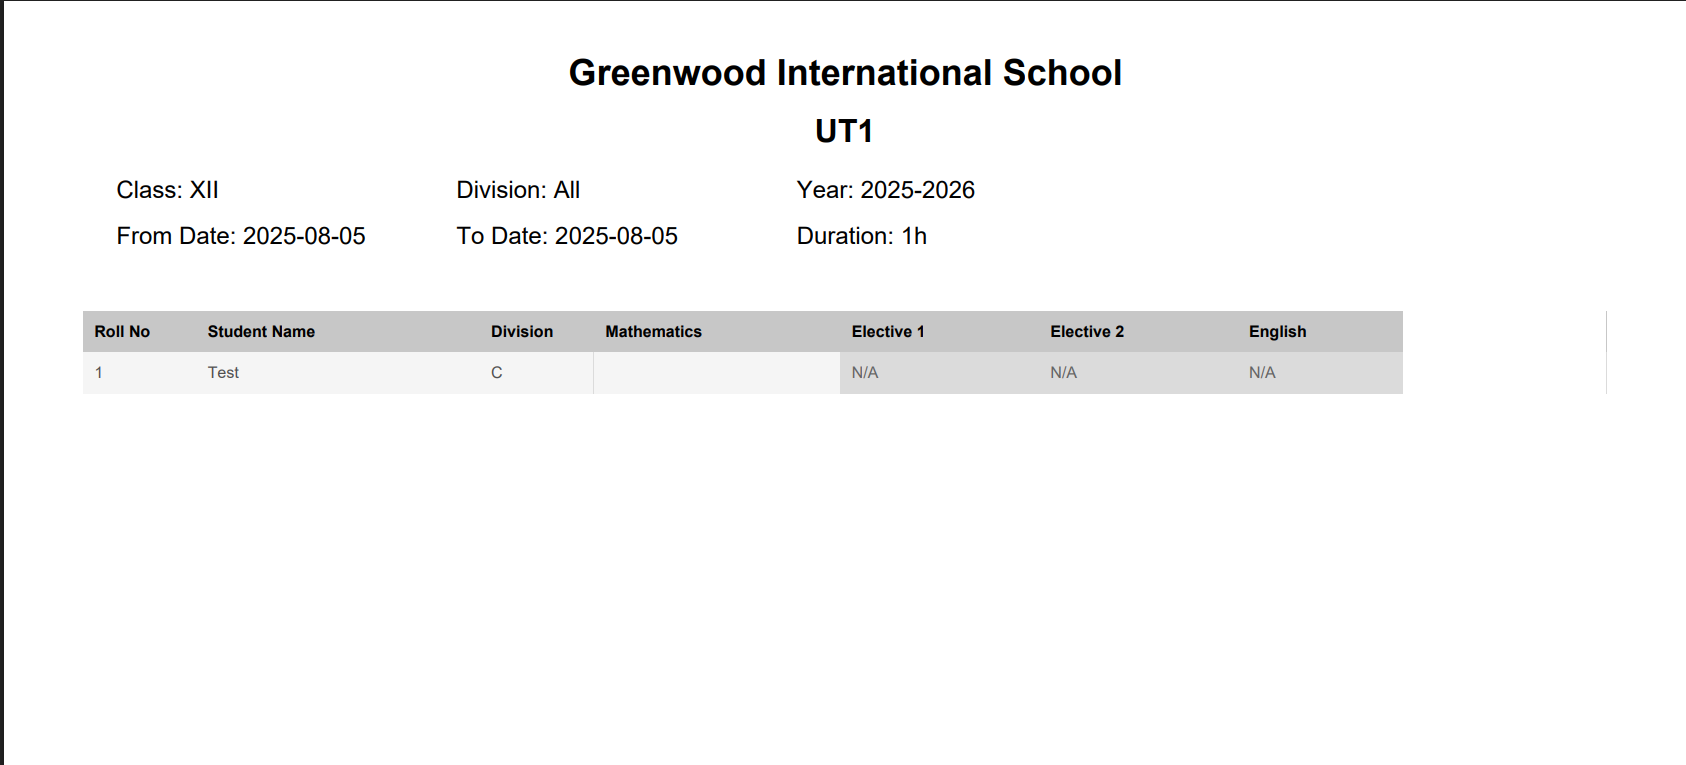 Greenwood International School
UT1
Class: XII Division: All Year: 2025-2026
From Date: 2025-08-05 To Date: 2025-08-05 Duration: 1h
Roll No Student Name Division Mathematics Elective 1 Elective 2 English
1 Test C N/A N/A N/A